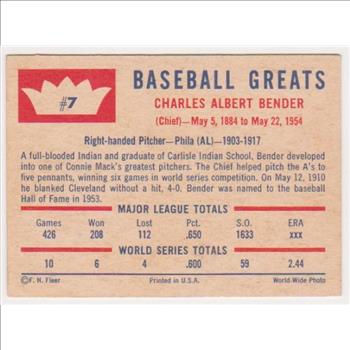 #7
BASEBALL GREATS
CHARLES ALBERT BENDER
(Chief)—May 5, 1884 to May 22, 1954
Right-handed Pitcher—Phila (AL)—1903-1917
A full-blooded Indian and graduate of Carlisle Indian School, Bender developed
into one of Connie Mack's greatest pitchers. The Chief helped pitch the A's to
five pennants, winning six world series games. On May 12, 1910
he blanked Cleveland without a hit, 4-0. Bender was named to the baseball
Hall of Fame in 1953.
MAJOR LEAGUE TOTALS
Games Won Lost Pct. S.O. ERA
426 208 112 .650 1633 xxx
WORLD SERIES TOTALS
10 6 4 .600 59 2.44
©F. H. Fleer Printed in U.S.A. World-Wide Photo